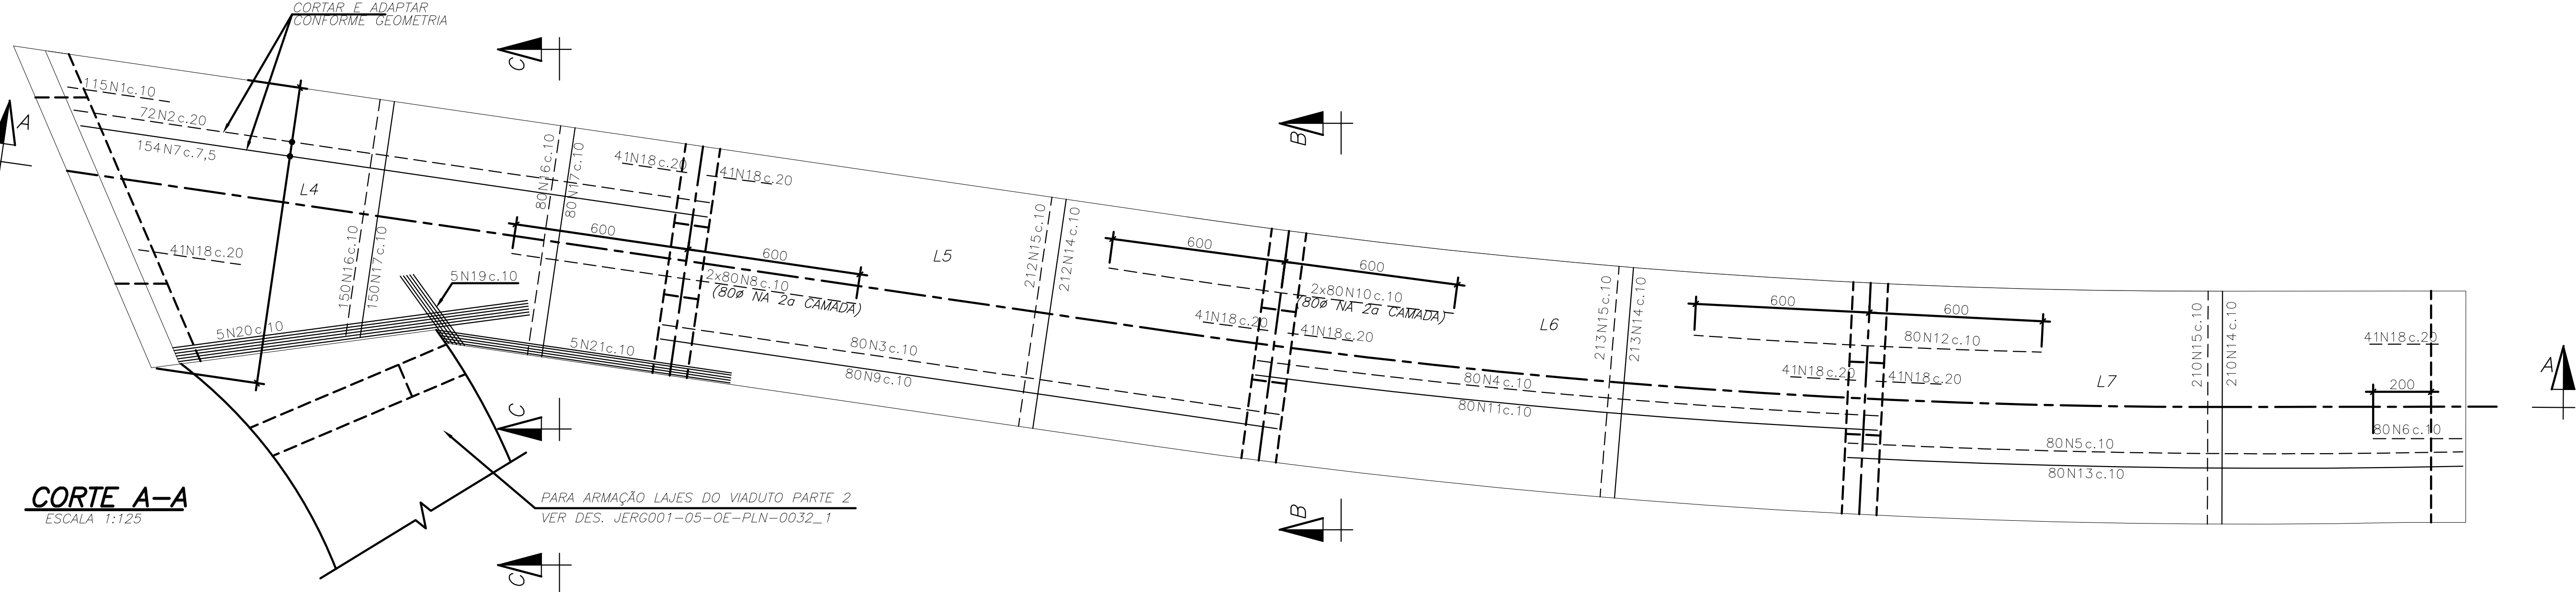 CORTAR E ADAPTAR
CONFORME GEOMETRIA
C
A
115N1c.10
72N2c.20
154N7c.7,5
L4
41N18c.20
150N16c.10
150N17c.10
80N16c.10
80N17c.10
41N18c.20
41N18c.20
600
600
2x80N8c.10
(80ø NA 2a CAMADA)
5N19c.10
5N20c.10
5N21c.10
L5
80N3c.10
80N9c.10
212N15c.10
212N14c.10
B
600
600
2x80N10c.10
(80ø NA 2a CAMADA)
41N18c.20
41N18c.20
L6
80N4c.10
80N11c.10
213N15c.10
213N14c.10
600
600
80N12c.10
41N18c.20
41N18c.20
L7
80N5c.10
80N13c.10
210N15c.10
210N14c.10
41N18c.20
200
80N6c.10
A
C
B
C
CORTE A-A
ESCALA 1:125
PARA ARMAÇÃO LAJES DO VIADUTO PARTE 2
VER DES. JERG001-05-OE-PLN-0032_1